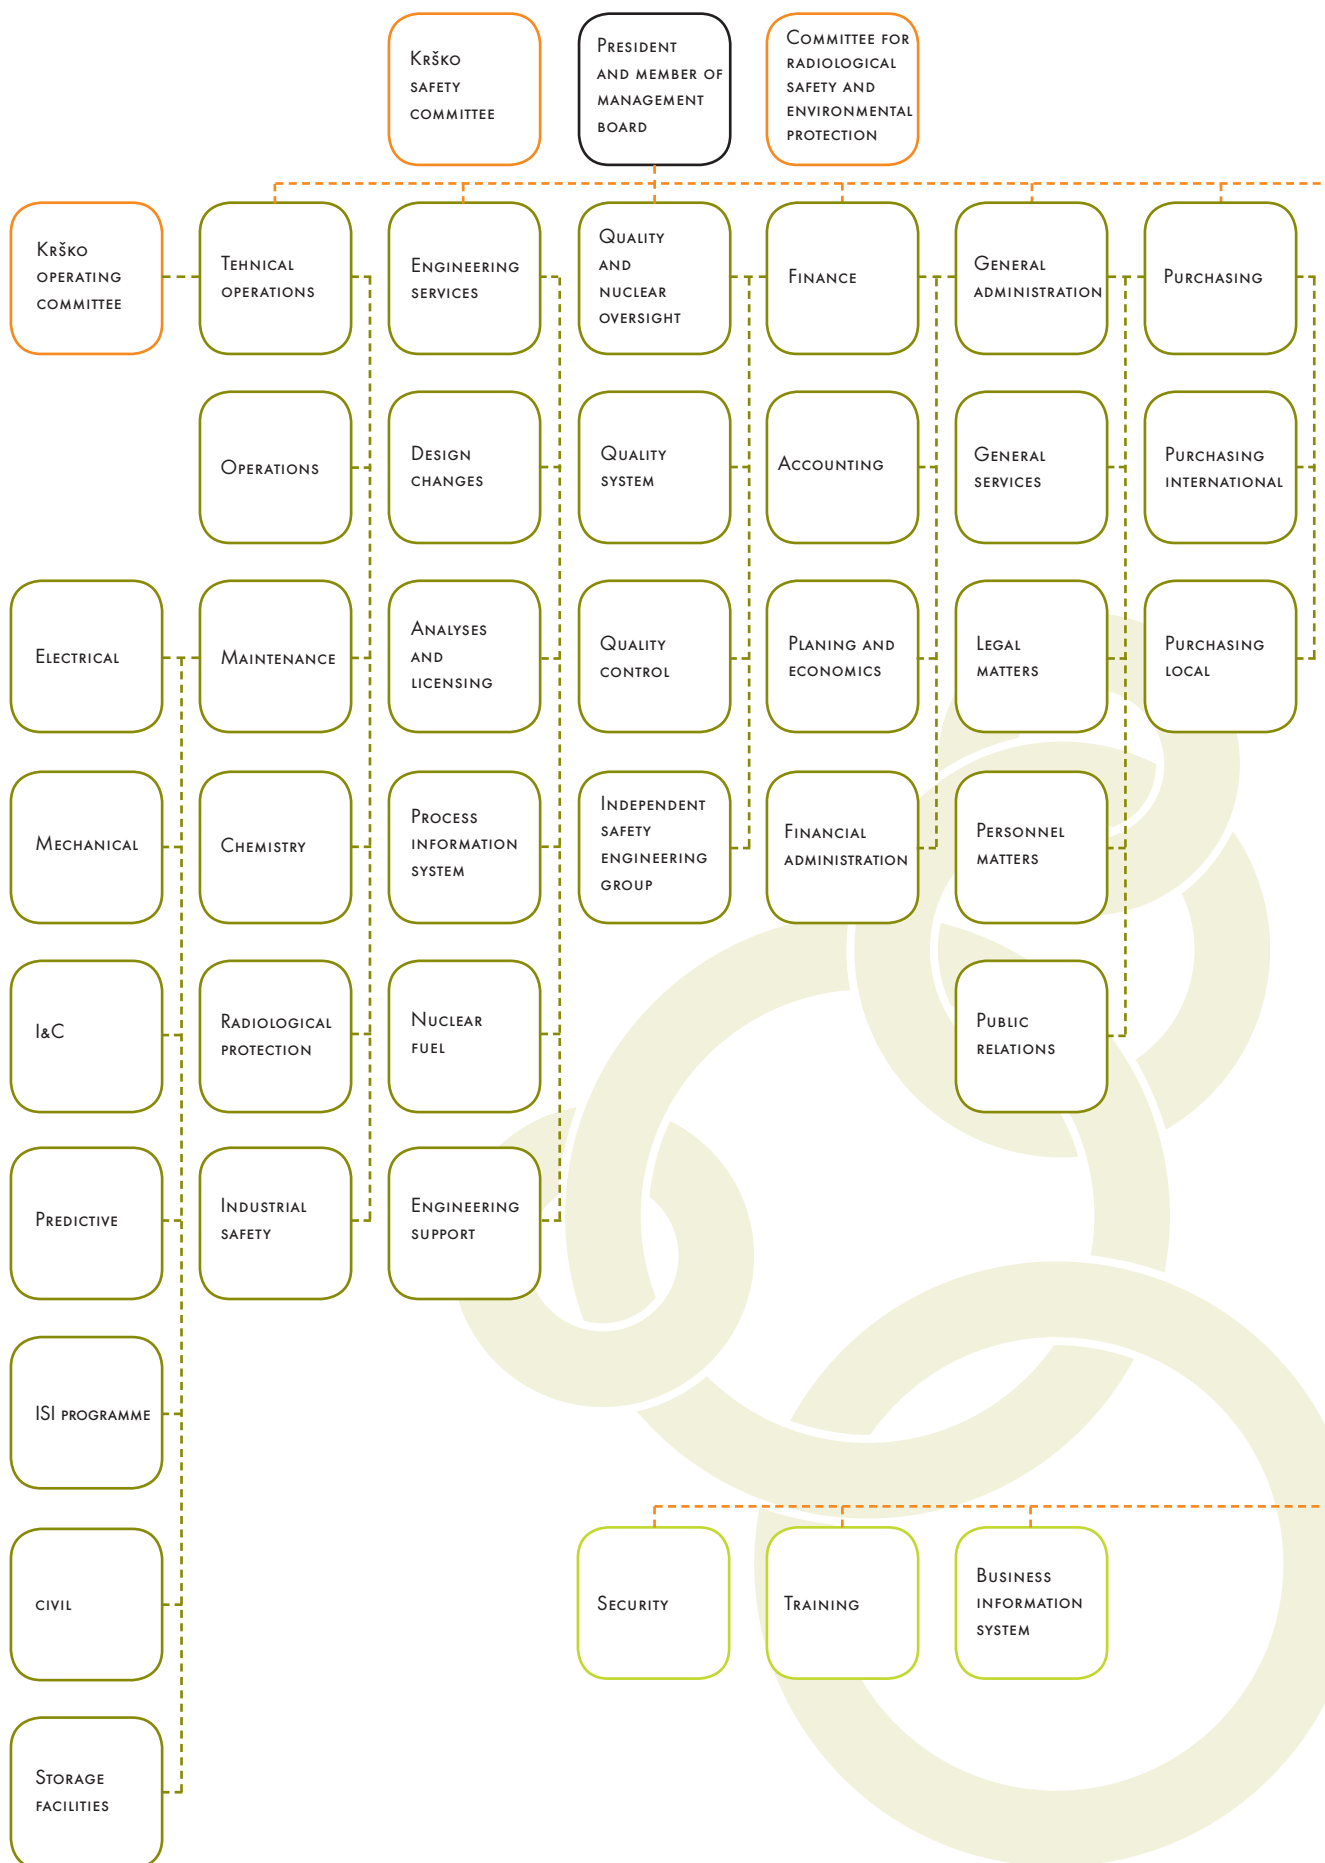 Krško
safety
committee
President
and member of
management
board
Committee for
radiological
safety and
environmental
protection
Krško
operating
committee
Tehnical
operations
Engineering
services
Quality
and
nuclear
oversight
Finance
General
administration
Purchasing
Operations
Design
changes
Quality
system
Accounting
General
services
Purchasing
international
Electrical
Maintenance
Analyses
and
licensing
Quality
control
Planing and
economics
Legal
matters
Purchasing
local
Mechanical
Chemistry
Process
information
system
Independent
safety
engineering
group
Financial
administration
Personnel
matters
I&C
Radiological
protection
Nuclear
fuel
Public
relations
Predictive
Industrial
safety
Engineering
support
ISI programme
civil
Security
Training
Business
information
system
Storage
facilities